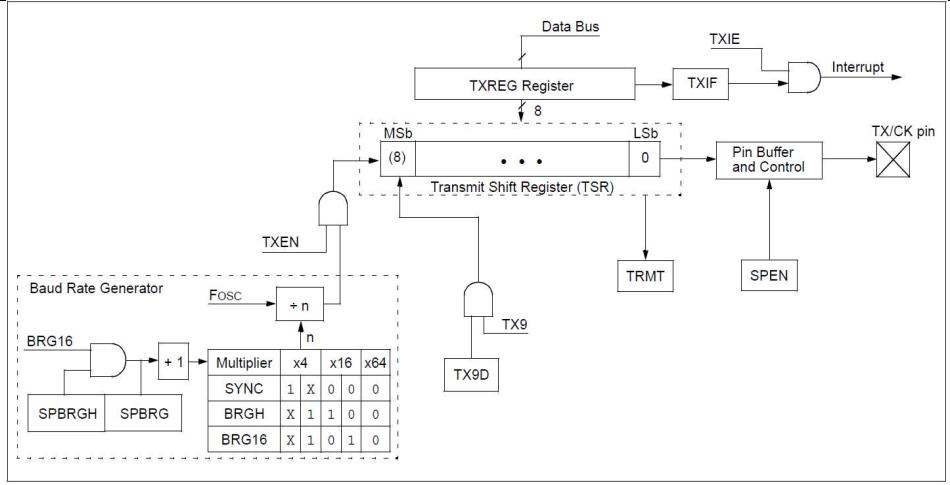 Data Bus
TXIE
TXREG Register
TXIF
Interrupt
8
MSb
LSb
TX/CK pin
(8)
• • •
0
Pin Buffer
and Control
Transmit Shift Register (TSR)
TXEN
TRMT
SPEN
Baud Rate Generator
FOSC
÷ n
n
TX9
BRG16
+ 1
TX9D
Multiplier x4 x16 x64
SYNC 1 X 0 0 0
BRGH X 1 1 0 0
BRG16 X 1 0 1 0
SPBRGH SPBRG